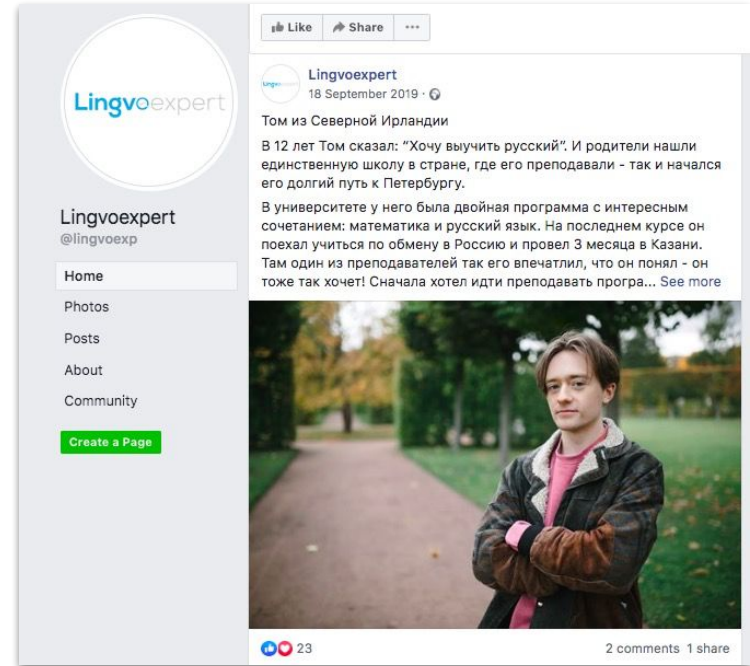 Lingvoexpert
Lingvoexpert
@lingvoexp
Home
Photos
Posts
About
Community
Create a Page
Like Share ...
Lingvoexpert
18 September 2019 ·
Том из Северной Ирландии
В 12 лет Том сказал: “Хочу выучить русский”. И родители нашли
единственную школу в стране, где его преподавали - так и начался
его долгий путь к Петербургу.
В университете у него была двойная программа с интересным
сочетанием: математика и русский язык. На последнем курсе он
поехал учиться по обмену в Россию и провел 3 месяца в Казани.
Там один из преподавателей так его впечатлил, что он понял - он
тоже так хочет! Сначала хотел идти преподавать програ... See more
23
2 comments 1 share